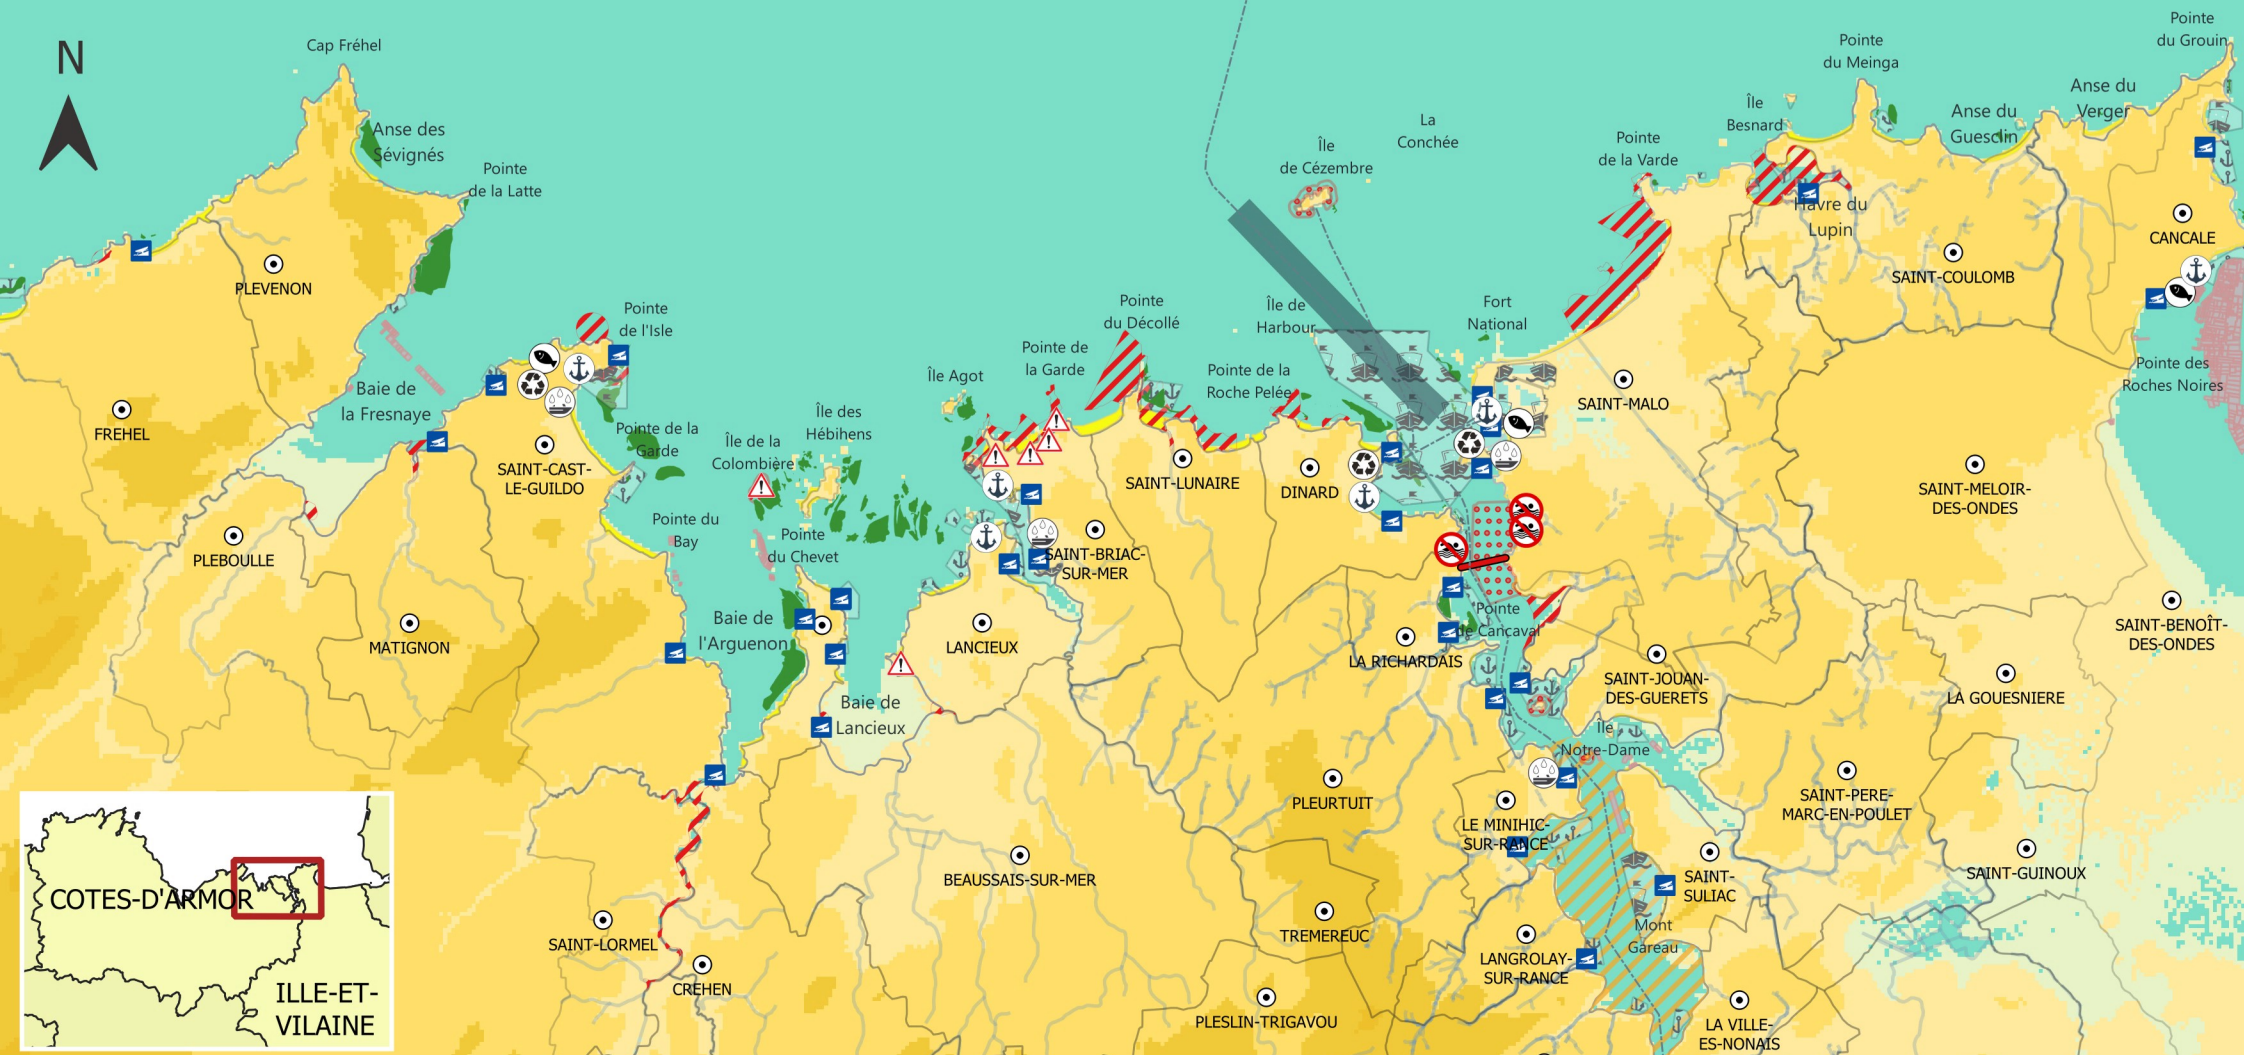 N
Cap Fréhel
Anse des
Sévignés
Pointe
de la Latte
PLEVENON
FREHEL
Baie de
la Fresnaye
Pointe
de l'Isle
SAINT-CAST-
LE-GUILDO
Pointe de la
Garde
PLEBOULLE
MATIGNON
Pointe du
Bay
Île de la
Colombière
Île des
Hébihens
Pointe
du Chevet
Baie de
l'Arguenon
Baie de
Lancieux
Île Agot
Pointe de
la Garde
Pointe
du Décollé
Pointe de la
Roche Pelée
Île de
Harbour
Île
de Cézembre
La
Conchée
Fort
National
Pointe
de la Varde
Île
Besnard
Havre du
Lupin
Pointe
du Meinga
Anse du
Guesclin
Anse du
Verger
Pointe
du Grouin
CANCALE
SAINT-COULOMB
SAINT-MALO
Pointe des
Roches Noires
SAINT-LUNAIRE
DINARD
SAINT-BRIAC-
SUR-MER
LANCIEUX
SAINT-MELOIR-
DES-ONDES
SAINT-BENOÎT-
DES-ONDES
LA RICHARDAIS
Pointe
de Cancaval
SAINT-JOUAN-
DES-GUERETS
LA GOUESNIERE
Île
Notre-Dame
PLEURTUIT
LE MINIHIC-
SUR-RANCE
SAINT-PERE-
MARC-EN-POULET
SAINT-
SULIAC
SAINT-GUINOUX
BEAUSSAIS-SUR-MER
TREMEREUC
Mont
Gareau
LANGROLAY-
SUR-RANCE
SAINT-LORMEL
CREHEN
PLESLIN-TRIGAVOU
LA VILLE-
ES-NONAIS
COTES-D'ARMOR
ILLE-ET-
VILAINE